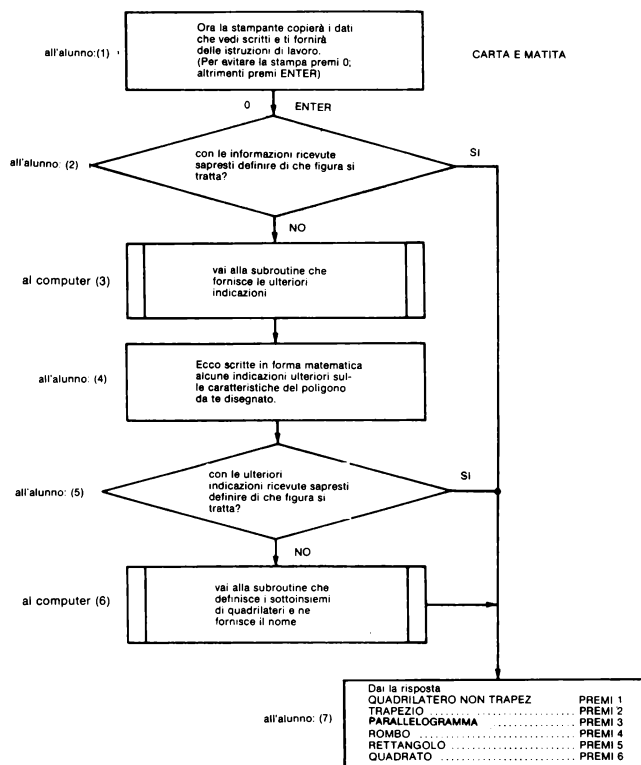 Ora la stampante copierà i dati
che vedi scritti e ti fornirà
delle istruzioni di lavoro.
(Per evitare la stampa premi 0;
altrimenti premi ENTER)
all'alunno:(1)
CARTA E MATITA
0 ENTER
con le informazioni ricevute
sapresti definire di che figura si
tratta?
all'alunno: (2)
SI
NO
vai alla subroutine che
fornisce le ulteriori
indicazioni
al computer (3)
Ecco scritte in forma matematica
alcune indicazioni ulteriori sul-
le caratteristiche del poligono
da te disegnato.
all'alunno: (4)
con le ulteriori
indicazioni ricevute sapresti
definire di che figura si
tratta?
all'alunno: (5)
SI
NO
vai alla subroutine che
definisce i sottoinsiemi
di quadrilateri e ne
fornisce il nome
al computer (6)
all'alunno: (7)
Dai la risposta
QUADRILATERO NON TRAPEZ PREMI 1
TRAPEZIO .................... PREMI 2
PARALLELOGRAMMA .......... PREMI 3
ROMBO ....................... PREMI 4
RETTANGOLO ................. PREMI 5
QUADRATO ................... PREMI 6